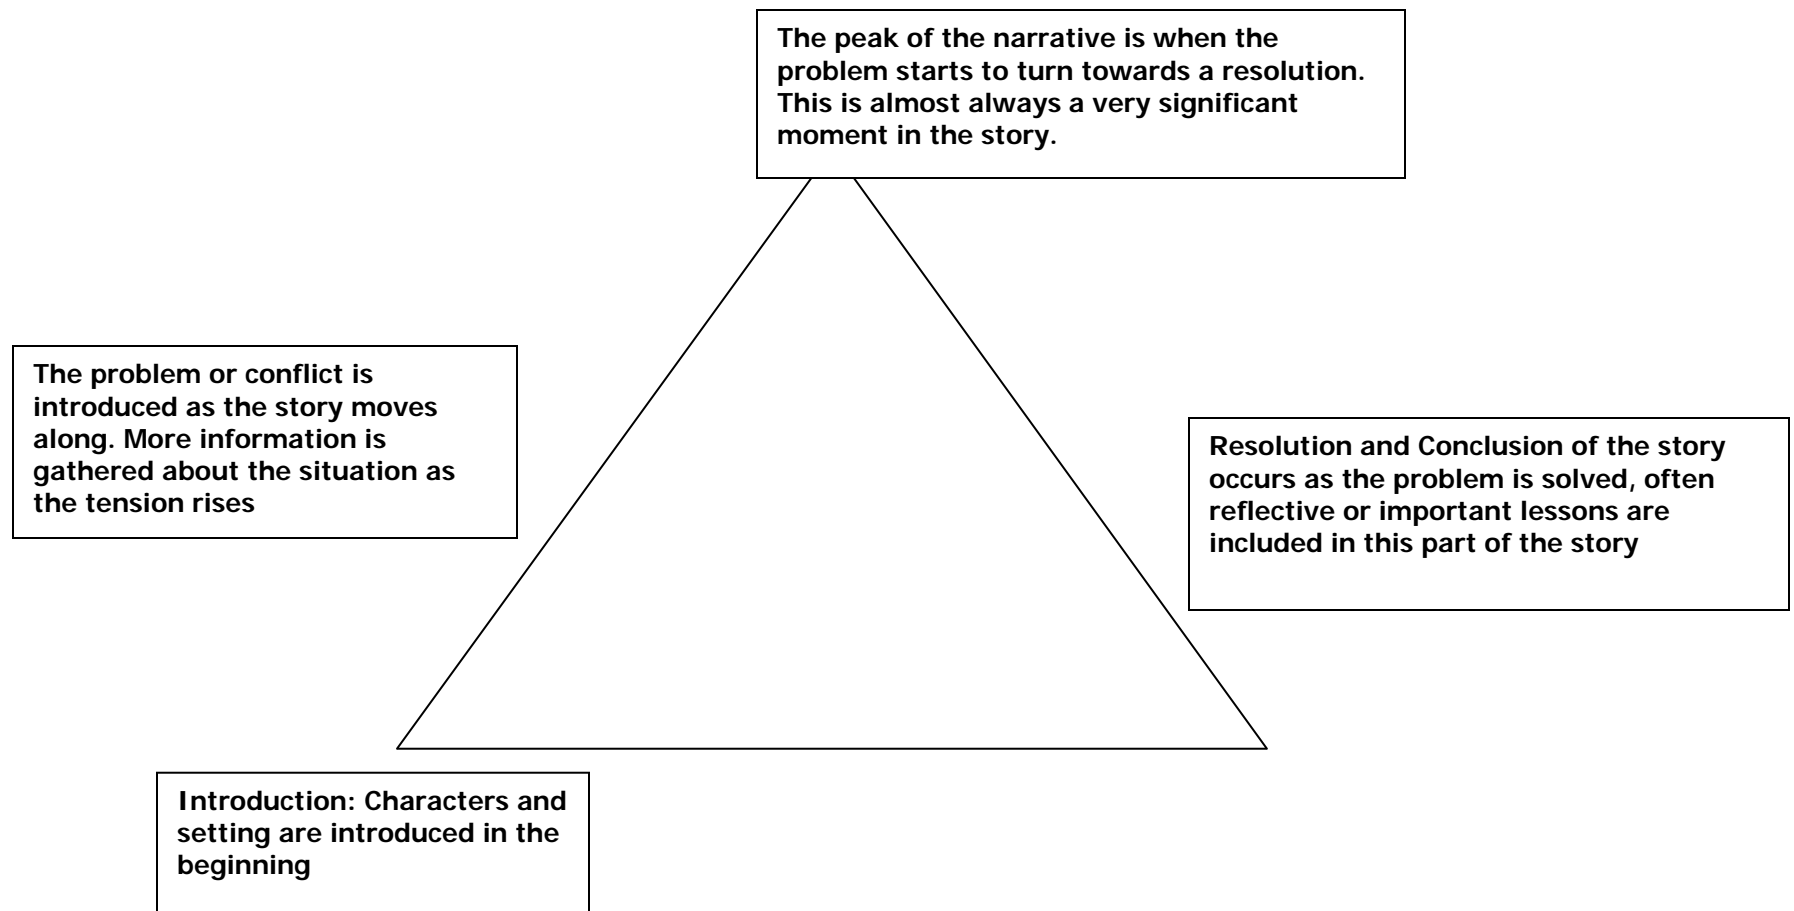 The peak of the narrative is when the
problem starts to turn towards a resolution.
This is almost always a very significant
moment in the story.
The problem or conflict is
introduced as the story moves
along. More information is
gathered about the situation as
the tension rises
Resolution and Conclusion of the story
occurs as the problem is solved, often
reflective or important lessons are
included in this part of the story
Introduction: Characters and
setting are introduced in the
beginning